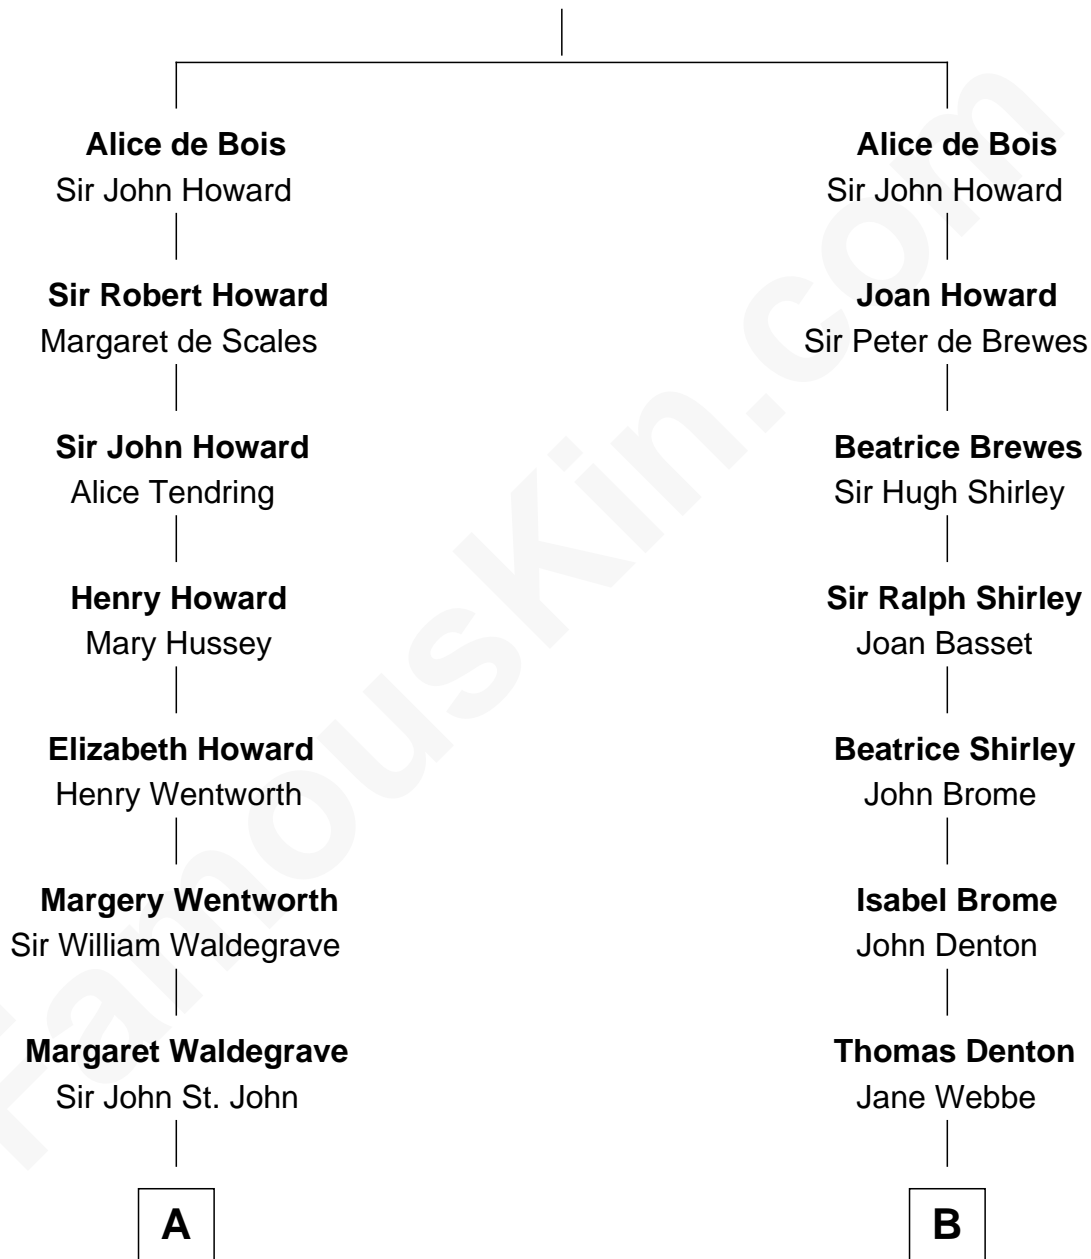 Alice de Bois
Sir John Howard
Alice de Bois
Sir John Howard
Sir Robert Howard
Margaret de Scales
Joan Howard
Sir Peter de Brewes
Sir John Howard
Alice Tendring
Beatrice Brewes
Sir Hugh Shirley
Henry Howard
Mary Hussey
Sir Ralph Shirley
Joan Basset
Elizabeth Howard
Henry Wentworth
Beatrice Shirley
John Brome
Margery Wentworth
Sir William Waldegrave
Isabel Brome
John Denton
Margaret Waldegrave
Sir John St. John
Thomas Denton
Jane Webbe
A
B
FamousKin.com